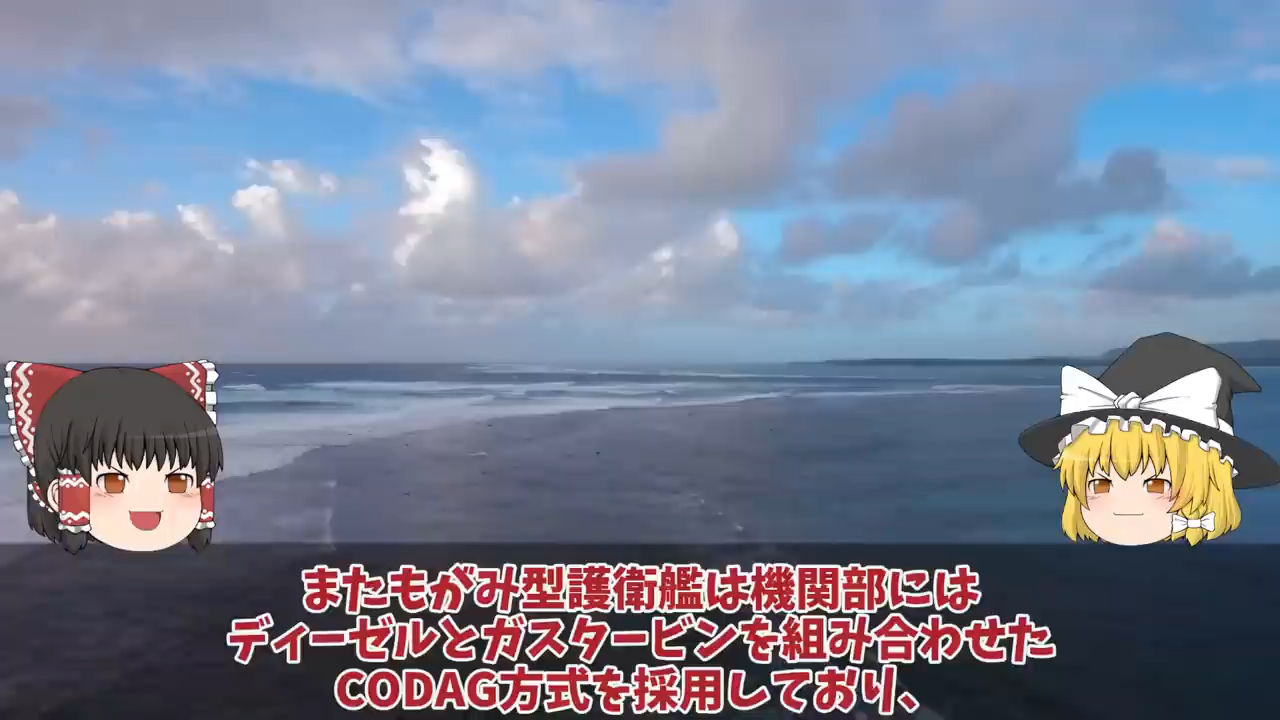 またもがみ型護衛艦は機関部には
ディーゼルとガスタービンを組み合わせた
CODAG方式を採用しており、